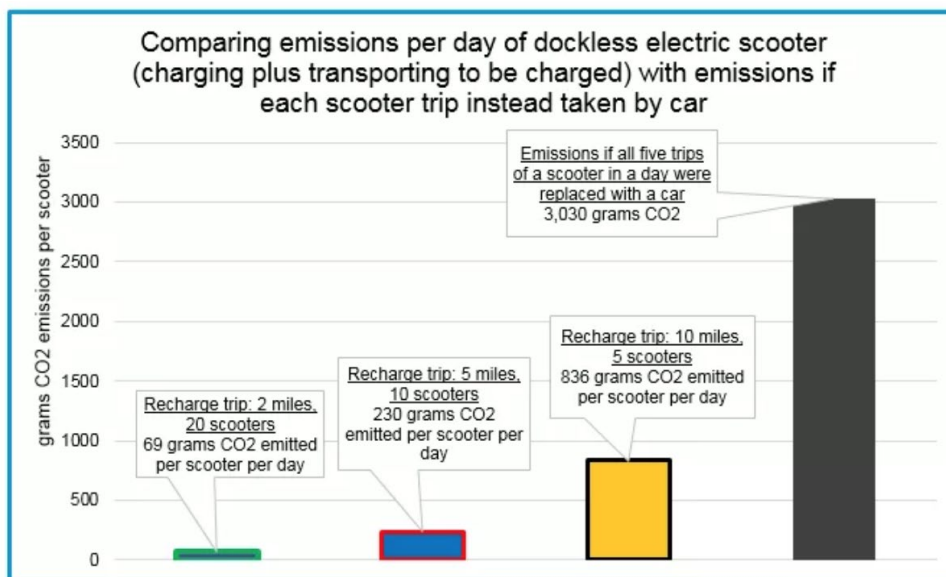 Comparing emissions per day of dockless electric scooter
(charging plus transporting to be charged) with emissions if
each scooter trip instead taken by car
grams CO2 emissions per scooter
3500
3000
2500
2000
1500
1000
500
0
Recharge trip: 2 miles,
20 scooters
69 grams CO2 emitted
per scooter per day
Recharge trip: 5 miles,
10 scooters
230 grams CO2
emitted per scooter per
day
Recharge trip: 10 miles,
5 scooters
836 grams CO2 emitted
per scooter per day
Emissions if all five trips
of a scooter in a day were
replaced with a car
3,030 grams CO2